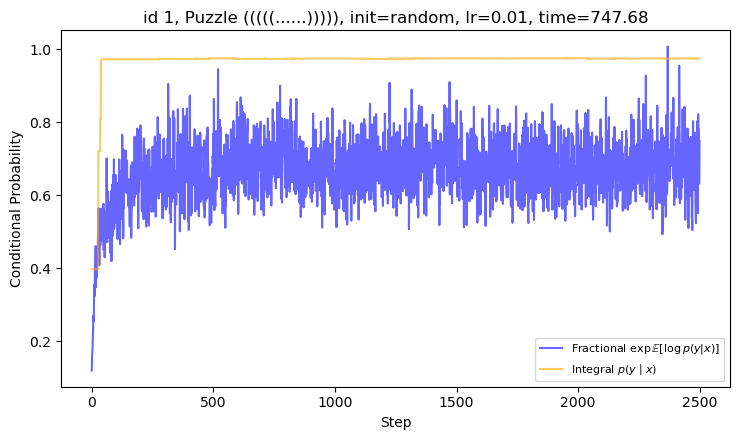 id 1, Puzzle (((((......))))), init=random, lr=0.01, time=747.68
Conditional Probability
1.0
0.8
0.6
0.4
0.2
0
500
1000
1500
2000
2500
Step
Fractional exp𝔼[log p(y|x)]
Integral p(y | x)